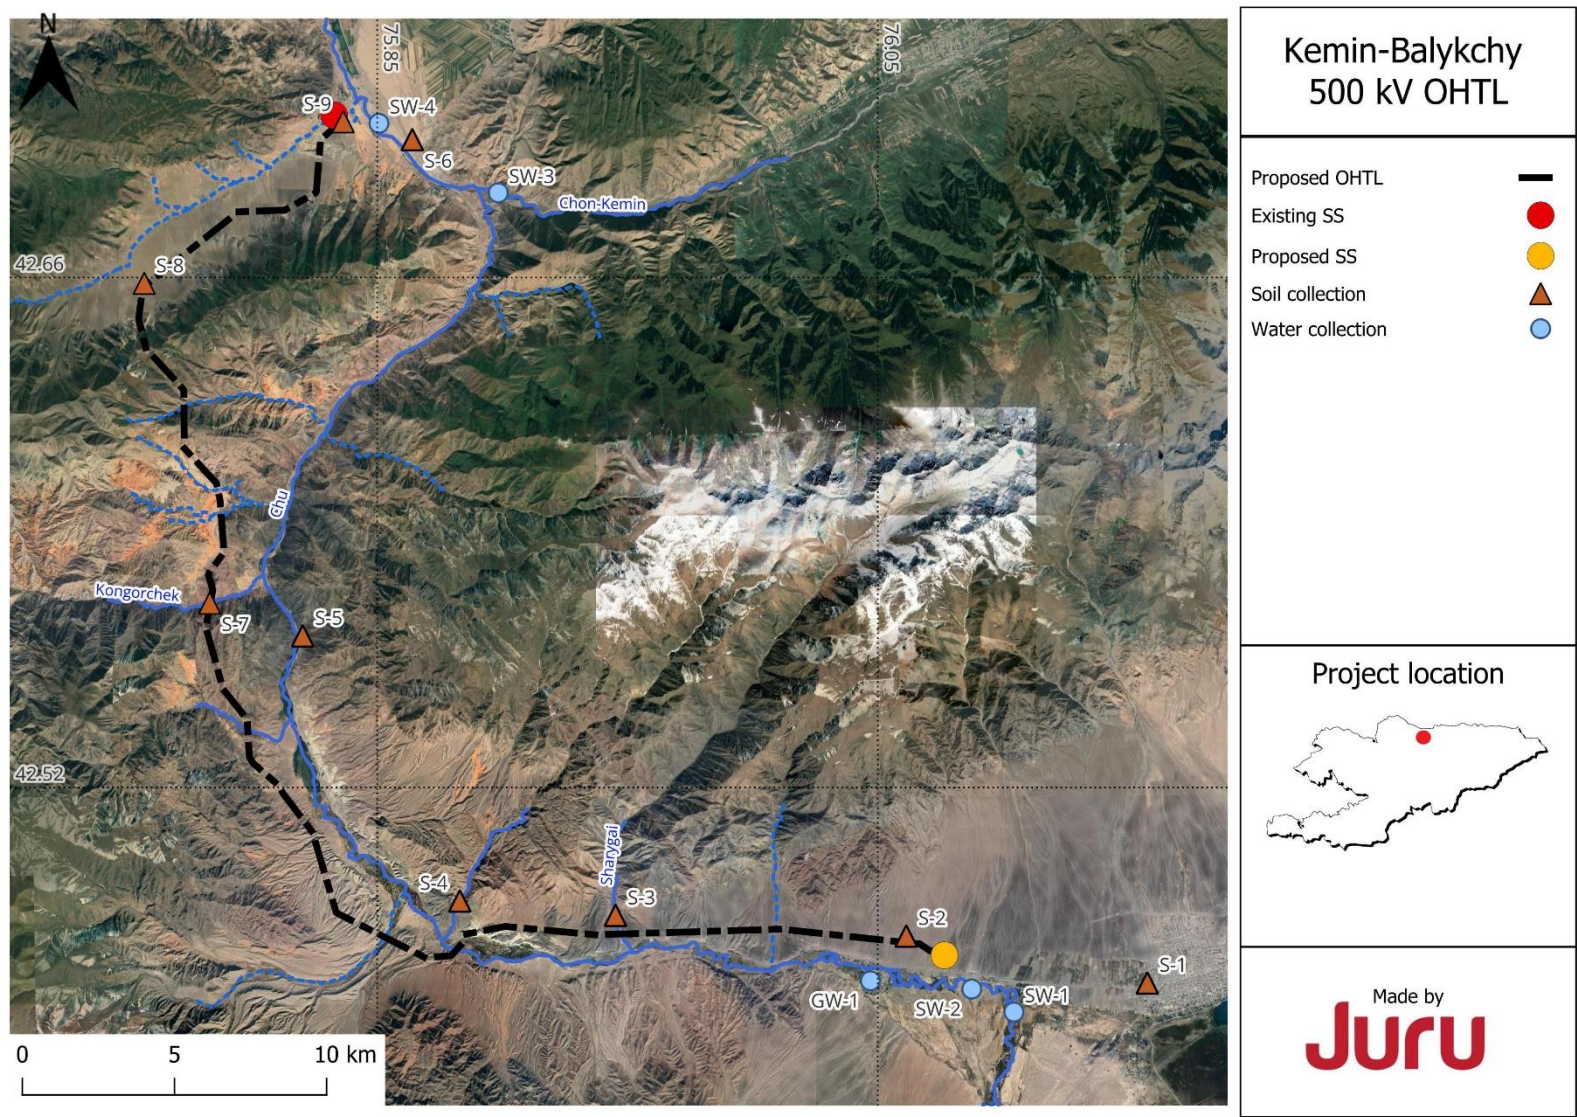 N
75.85
76.05
S-9
SW-4
S-6
SW-3
Chon-Kemin
42.66
S-8
Chu
Kongorchek
S-7
S-5
42.52
Sharygai
S-4
S-3
S-2
S-1
GW-1
SW-2
SW-1
0 5 10 km
Kemin-Balykchy
500 kV OHTL
Proposed OHTL
Existing SS
Proposed SS
Soil collection
Water collection
Project location
Made by
Juru